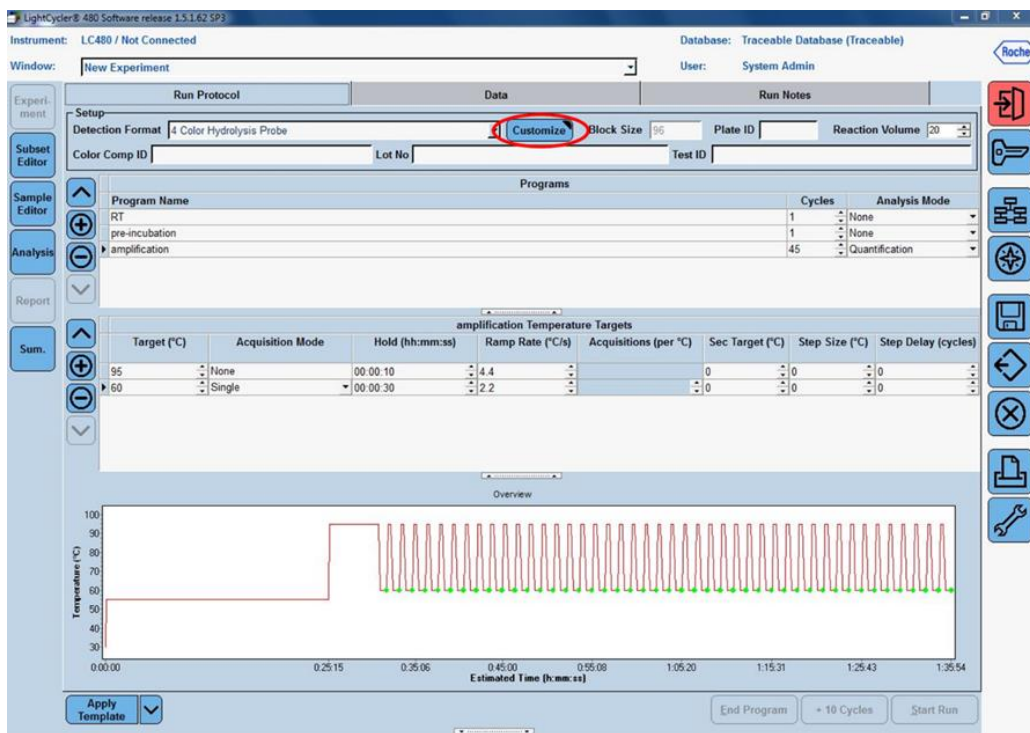 LightCycler® 480 Software release 1.5.1.62 SP3
Instrument: LC480 / Not Connected Database: Traceable Database (Traceable)
Window: New Experiment User: System Admin
Roche
Run Protocol Data Run Notes
Experi-
ment
Subset
Editor
Sample
Editor
Analysis
Report
Sum.
Setup
Detection Format 4 Color Hydrolysis Probe Customize Block Size 96 Plate ID Reaction Volume 20
Color Comp ID Lot No Test ID
Programs
Program Name Cycles Analysis Mode
RT 1 None
pre-incubation 1 None
amplification 45 Quantification
amplification Temperature Targets
Target (°C) Acquisition Mode Hold (hh:mm:ss) Ramp Rate (°C/s) Acquisitions (per °C) Sec Target (°C) Step Size (°C) Step Delay (cycles)
95 None 00:00:10 4.4 0 0 0
60 Single 00:00:30 2.2 0 0 0
Overview
Temperature (°C)
100
90
80
70
60
50
40
30
0:00:00 0:25:15 0:35:06 0:45:00 0:55:08 1:05:20 1:15:31 1:25:43 1:35:54
Estimated Time (h:mm:ss)
Apply
Template
End Program + 10 Cycles Start Run